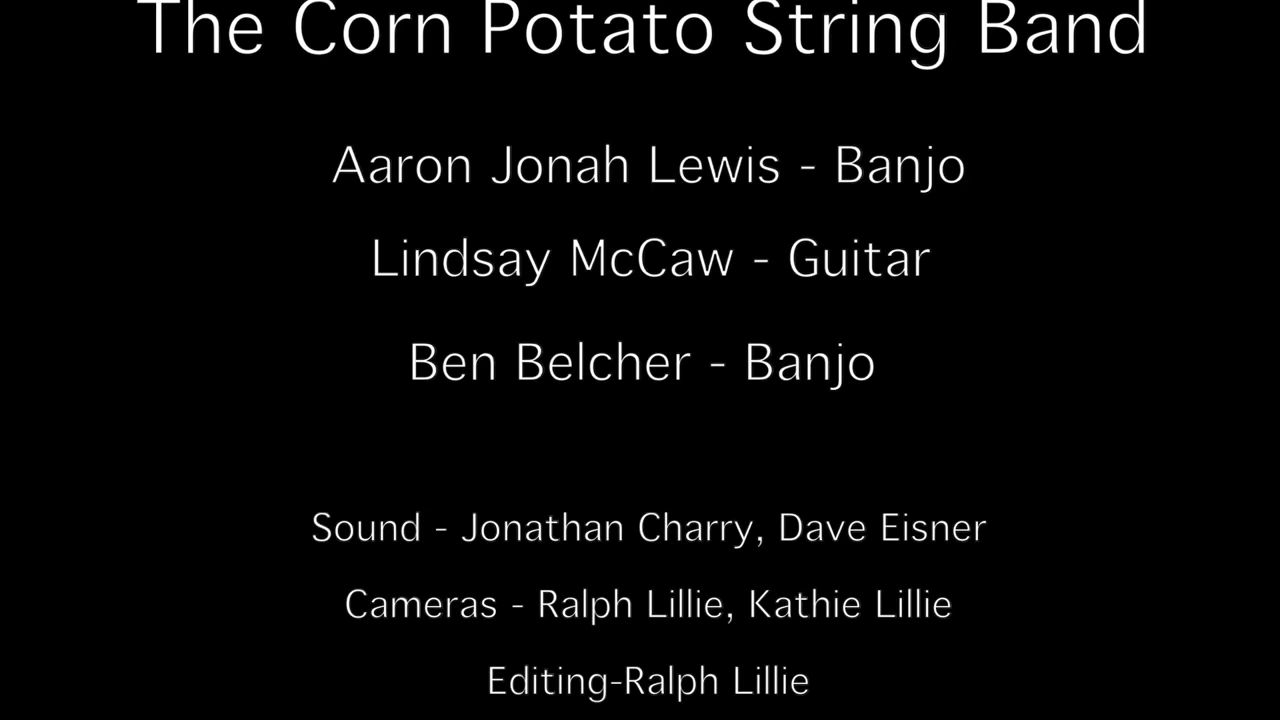 The Corn Potato String Band
Aaron Jonah Lewis - Banjo
Lindsay McCaw - Guitar
Ben Belcher - Banjo
Sound - Jonathan Charry, Dave Eisner
Cameras - Ralph Lillie, Kathie Lillie
Editing-Ralph Lillie